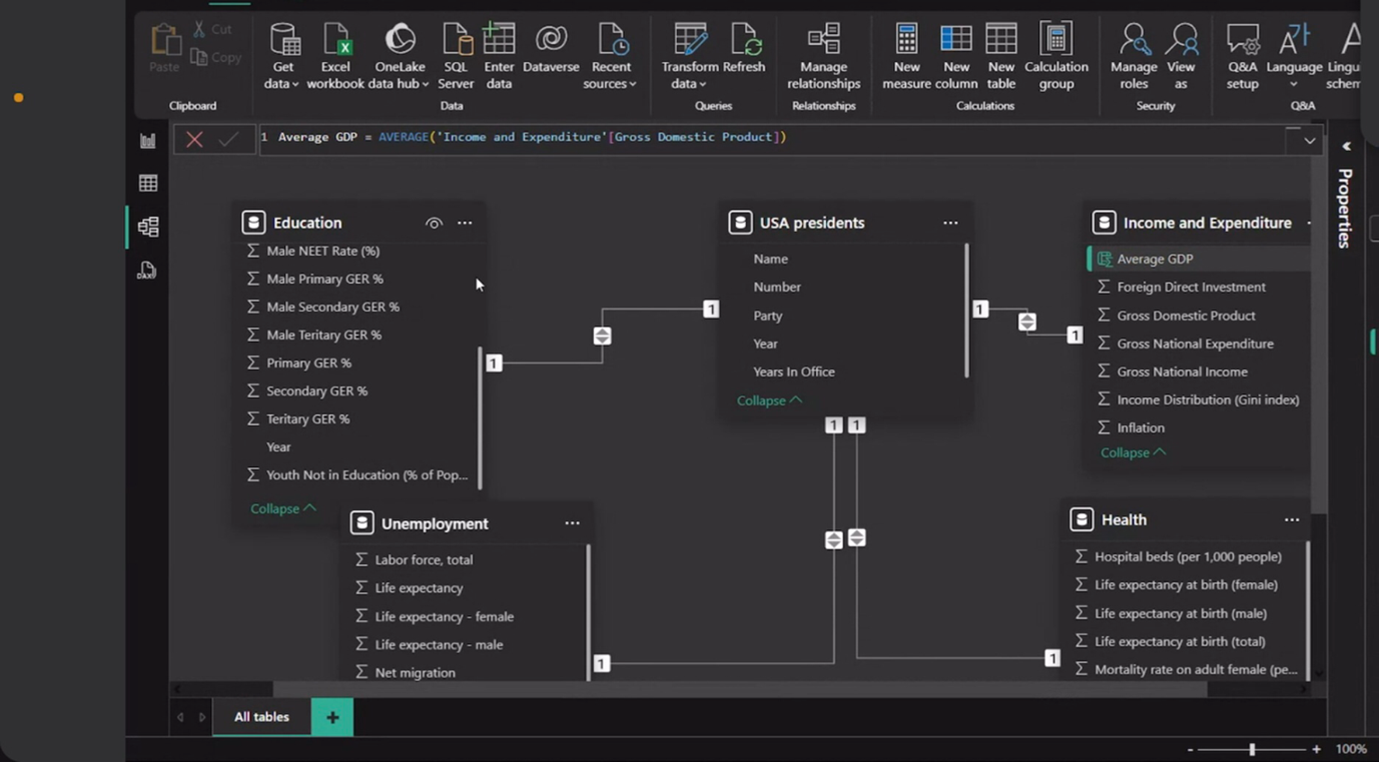 Cut
Copy
Paste
Clipboard
Get data
Excel workbook
OneLake data hub
SQL Server
Enter data
Dataverse
Recent sources
Data
Transform data
Refresh
Queries
Manage relationships
Relationships
New measure
New column
New table
Calculation group
Calculations
Manage roles
View as
Security
Q&A setup
Language
Lingu
schem
Q&A
1 Average GDP = AVERAGE('Income and Expenditure'[Gross Domestic Product])
Properties
Education
Male NEET Rate (%)
Male Primary GER %
Male Secondary GER %
Male Teritary GER %
Primary GER %
Secondary GER %
Teritary GER %
Year
Youth Not in Education (% of Pop...
Collapse
1
1
USA presidents
Name
Number
Party
Year
Years In Office
Collapse
1
1
1
1
Income and Expenditure
Average GDP
Foreign Direct Investment
Gross Domestic Product
Gross National Expenditure
Gross National Income
Income Distribution (Gini index)
Inflation
Collapse
Unemployment
Labor force, total
Life expectancy
Life expectancy - female
Life expectancy - male
Net migration
1
1
Health
Hospital beds (per 1,000 people)
Life expectancy at birth (female)
Life expectancy at birth (male)
Life expectancy at birth (total)
Mortality rate on adult female (pe...
All tables
+
- + 100%